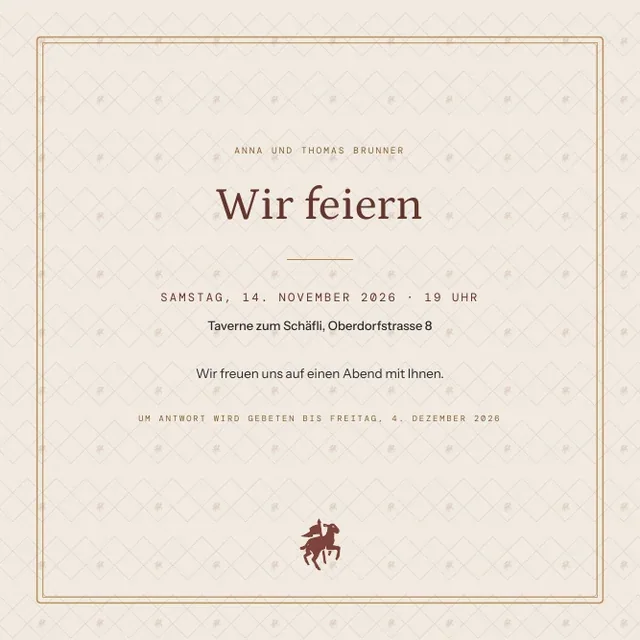 ANNA UND THOMAS BRUNNER
Wir feiern
SAMSTAG, 14. NOVEMBER 2026 · 19 UHR
Taverne zum Schäfli, Oberdorfstrasse 8
Wir freuen uns auf einen Abend mit Ihnen.
UM ANTWORT WIRD GEBETEN BIS FREITAG, 4. DEZEMBER 2026